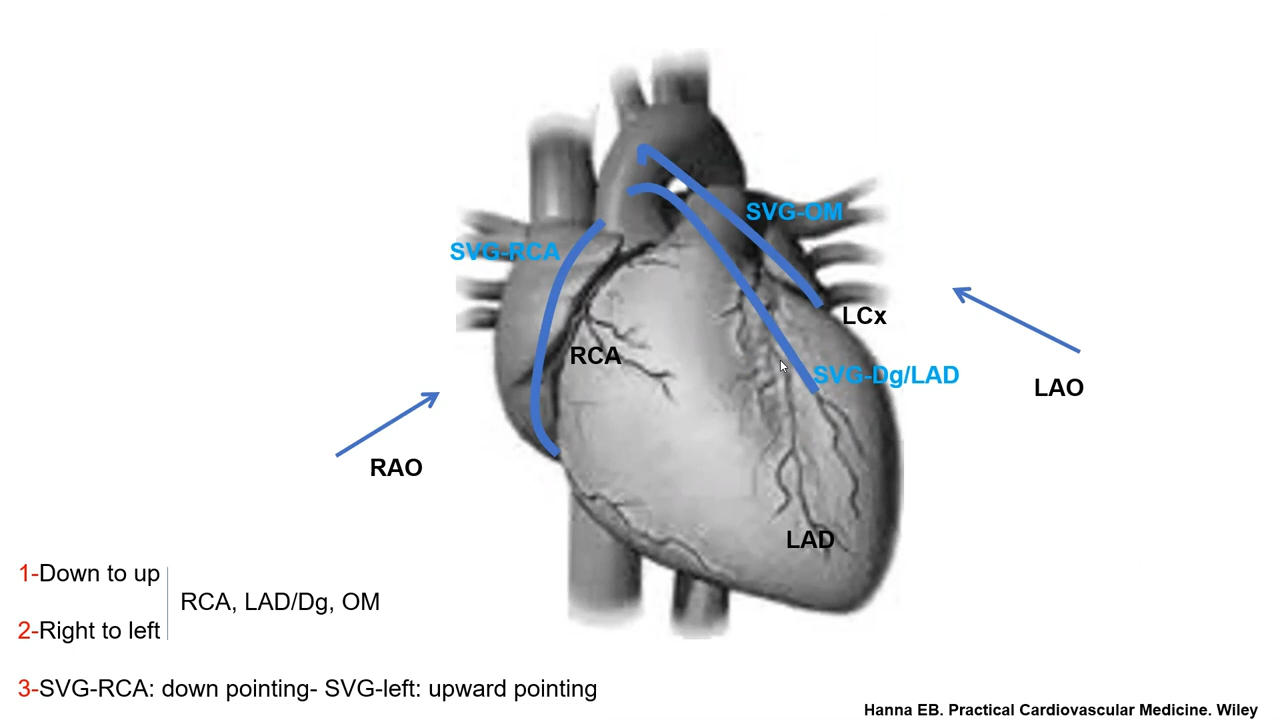 SVG-OM
SVG-RCA
LCx
RCA
SVG-Dg/LAD
LAO
RAO
LAD
1-Down to up
RCA, LAD/Dg, OM
2-Right to left
3-SVG-RCA: down pointing- SVG-left: upward pointing
Hanna EB. Practical Cardiovascular Medicine. Wiley